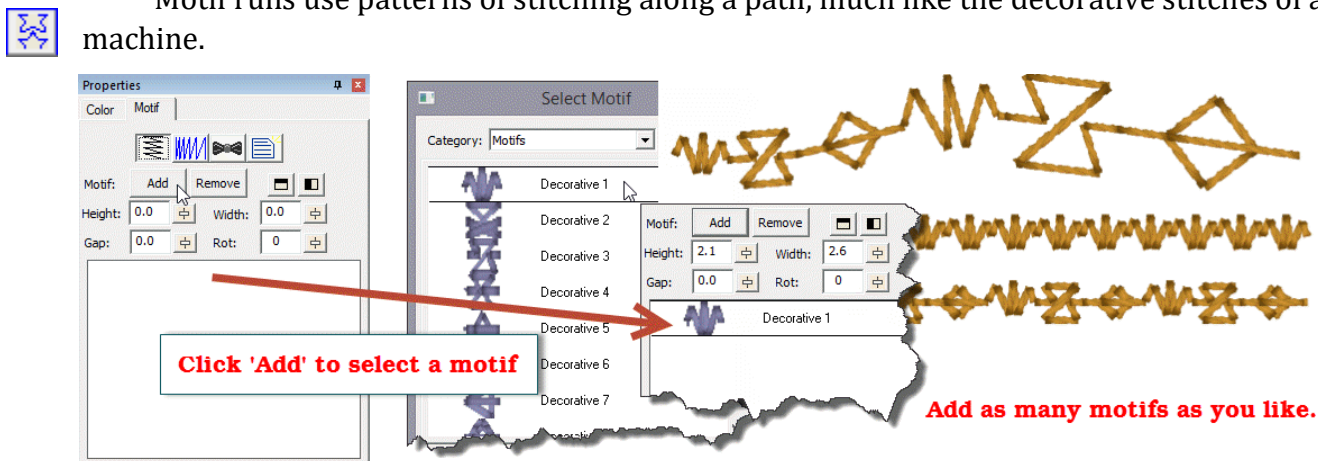 Motif runs use patterns of stitching along a path, much like the decorative stitches of a
machine.
Properties
Color Motif
Motif: Add Remove
Height: 0.0 Width: 0.0
Gap: 0.0 Rot: 0
Select Motif
Category: Motifs
Decorative 1
Decorative 2
Decorative 3
Decorative 4
Decorative 5
Decorative 6
Decorative 7
Motif: Add Remove
Height: 2.1 Width: 2.6
Gap: 0.0 Rot: 0
Decorative 1
Click 'Add' to select a motif
Add as many motifs as you like.